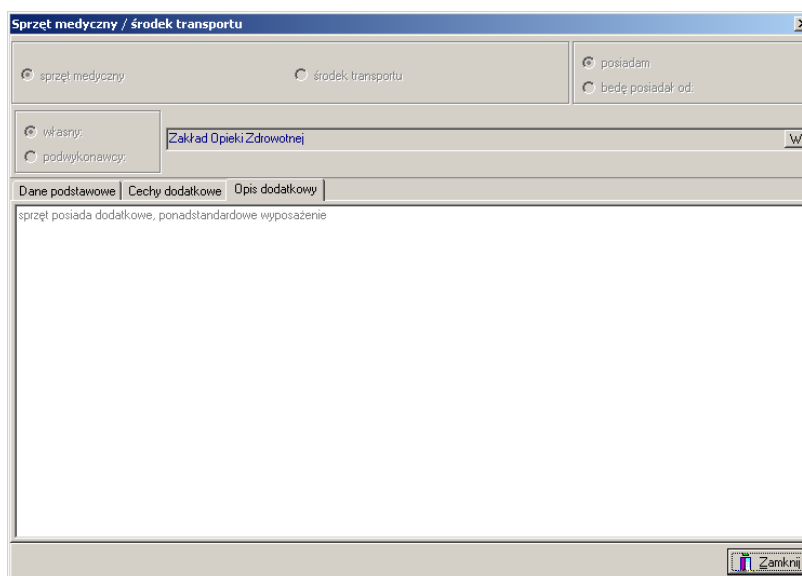 Sprzęt medyczny / środek transportu
sprzęt medyczny
środek transportu
posiadam
bedę posiadał od:
własny:
podwykonawcy:
Zakład Opieki Zdrowotnej
W
Dane podstawowe
Cechy dodatkowe
Opis dodatkowy
sprzęt posiada dodatkowe, ponadstandardowe wyposażenie
Zamknij